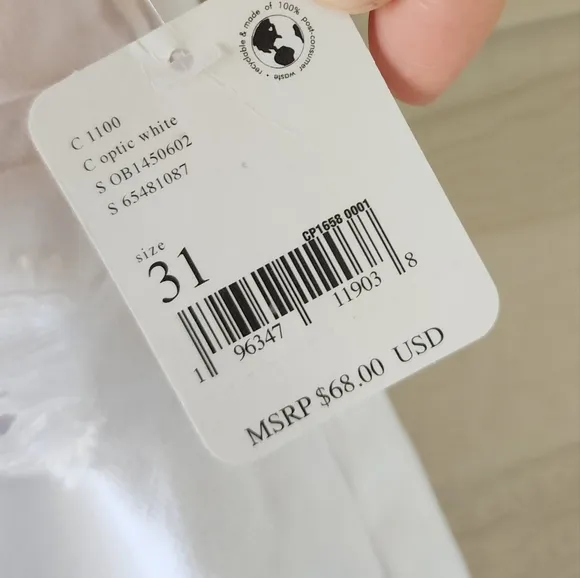 recyclable & made of 100% post-consumer waste •
C 1100
C optic white
S OB1450602
S 65481087
size
31
CP1658 0001
1 96347 11903 8
MSRP $68.00 USD